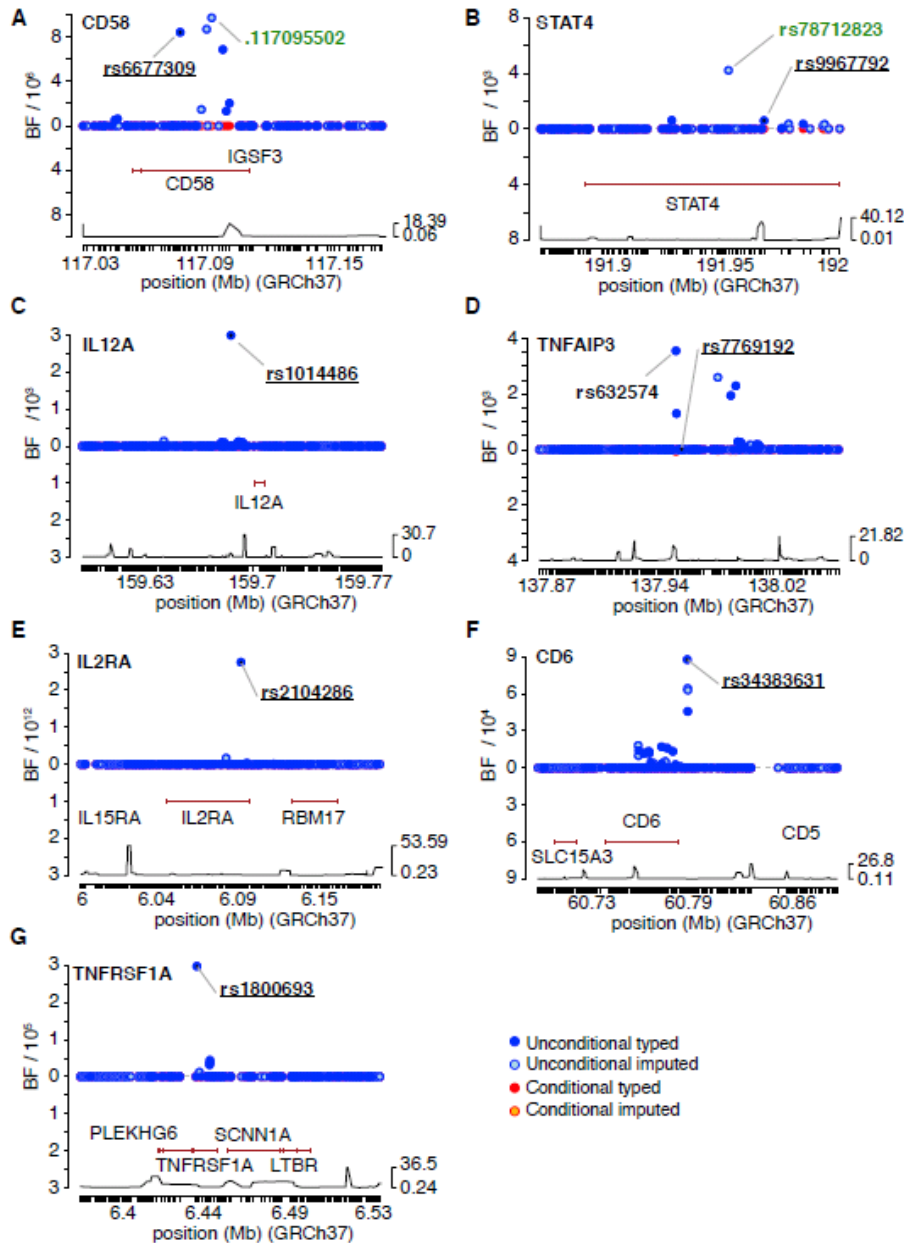 A
CD58
BF / 10⁶
8
6
4
2
0
2
4
6
8
.117095502
rs6677309
IGSF3
CD58
18.39
0.06
117.03
117.09
117.15
position (Mb) (GRCh37)
B
STAT4
BF / 10³
8
4
0
4
8
rs78712823
rs9967792
STAT4
40.12
0.01
191.9
191.95
192
position (Mb) (GRCh37)
C
IL12A
BF / 10³
3
2
1
0
1
2
3
rs1014486
IL12A
30.7
0
159.63
159.7
159.77
position (Mb) (GRCh37)
D
TNFAIP3
BF / 10³
4
2
0
2
4
rs7769192
rs632574
21.82
0
137.87
137.94
138.02
position (Mb) (GRCh37)
E
IL2RA
BF / 10¹²
3
2
1
0
1
2
3
rs2104286
IL15RA
IL2RA
RBM17
53.59
0.23
6
6.04
6.09
6.15
position (Mb) (GRCh37)
F
CD6
BF / 10⁴
9
6
3
0
3
6
9
rs34383631
CD6
CD5
SLC15A3
26.8
0.11
60.73
60.79
60.86
position (Mb) (GRCh37)
G
TNFRSF1A
BF / 10⁵
3
2
1
0
1
2
3
rs1800693
PLEKHG6
SCNN1A
TNFRSF1A
LTBR
36.5
0.24
6.4
6.44
6.49
6.53
position (Mb) (GRCh37)
Unconditional typed
Unconditional imputed
Conditional typed
Conditional imputed